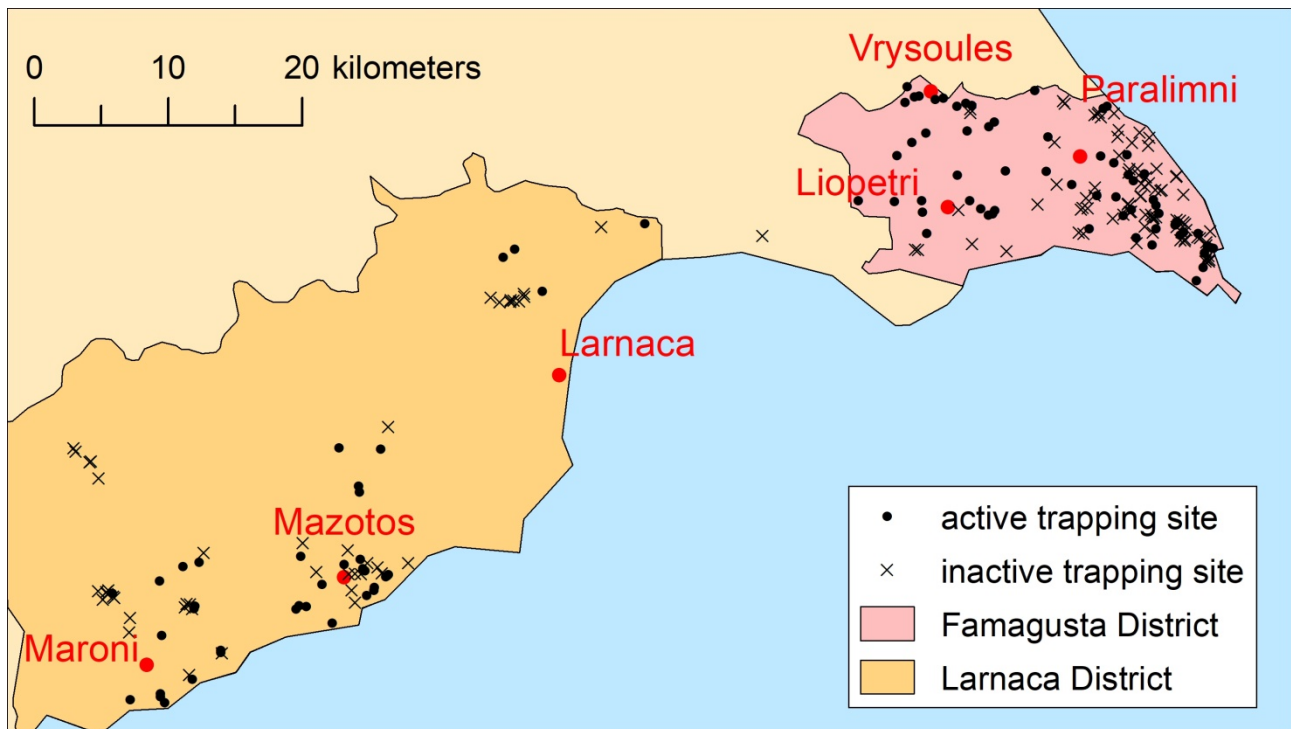 0 10 20 kilometers
Vrysoules
Paralimni
Liopetri
Larnaca
Mazotos
Maroni
active trapping site
inactive trapping site
Famagusta District
Larnaca District